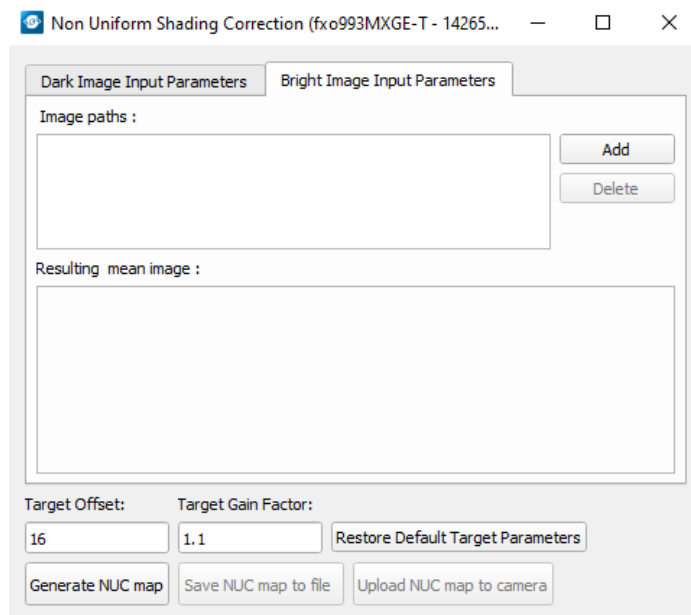 Non Uniform Shading Correction (fxo993MXGE-T - 14265...
Dark Image Input Parameters
Bright Image Input Parameters
Image paths :
Add
Delete
Resulting mean image :
Target Offset:
Target Gain Factor:
16
1.1
Restore Default Target Parameters
Generate NUC map
Save NUC map to file
Upload NUC map to camera